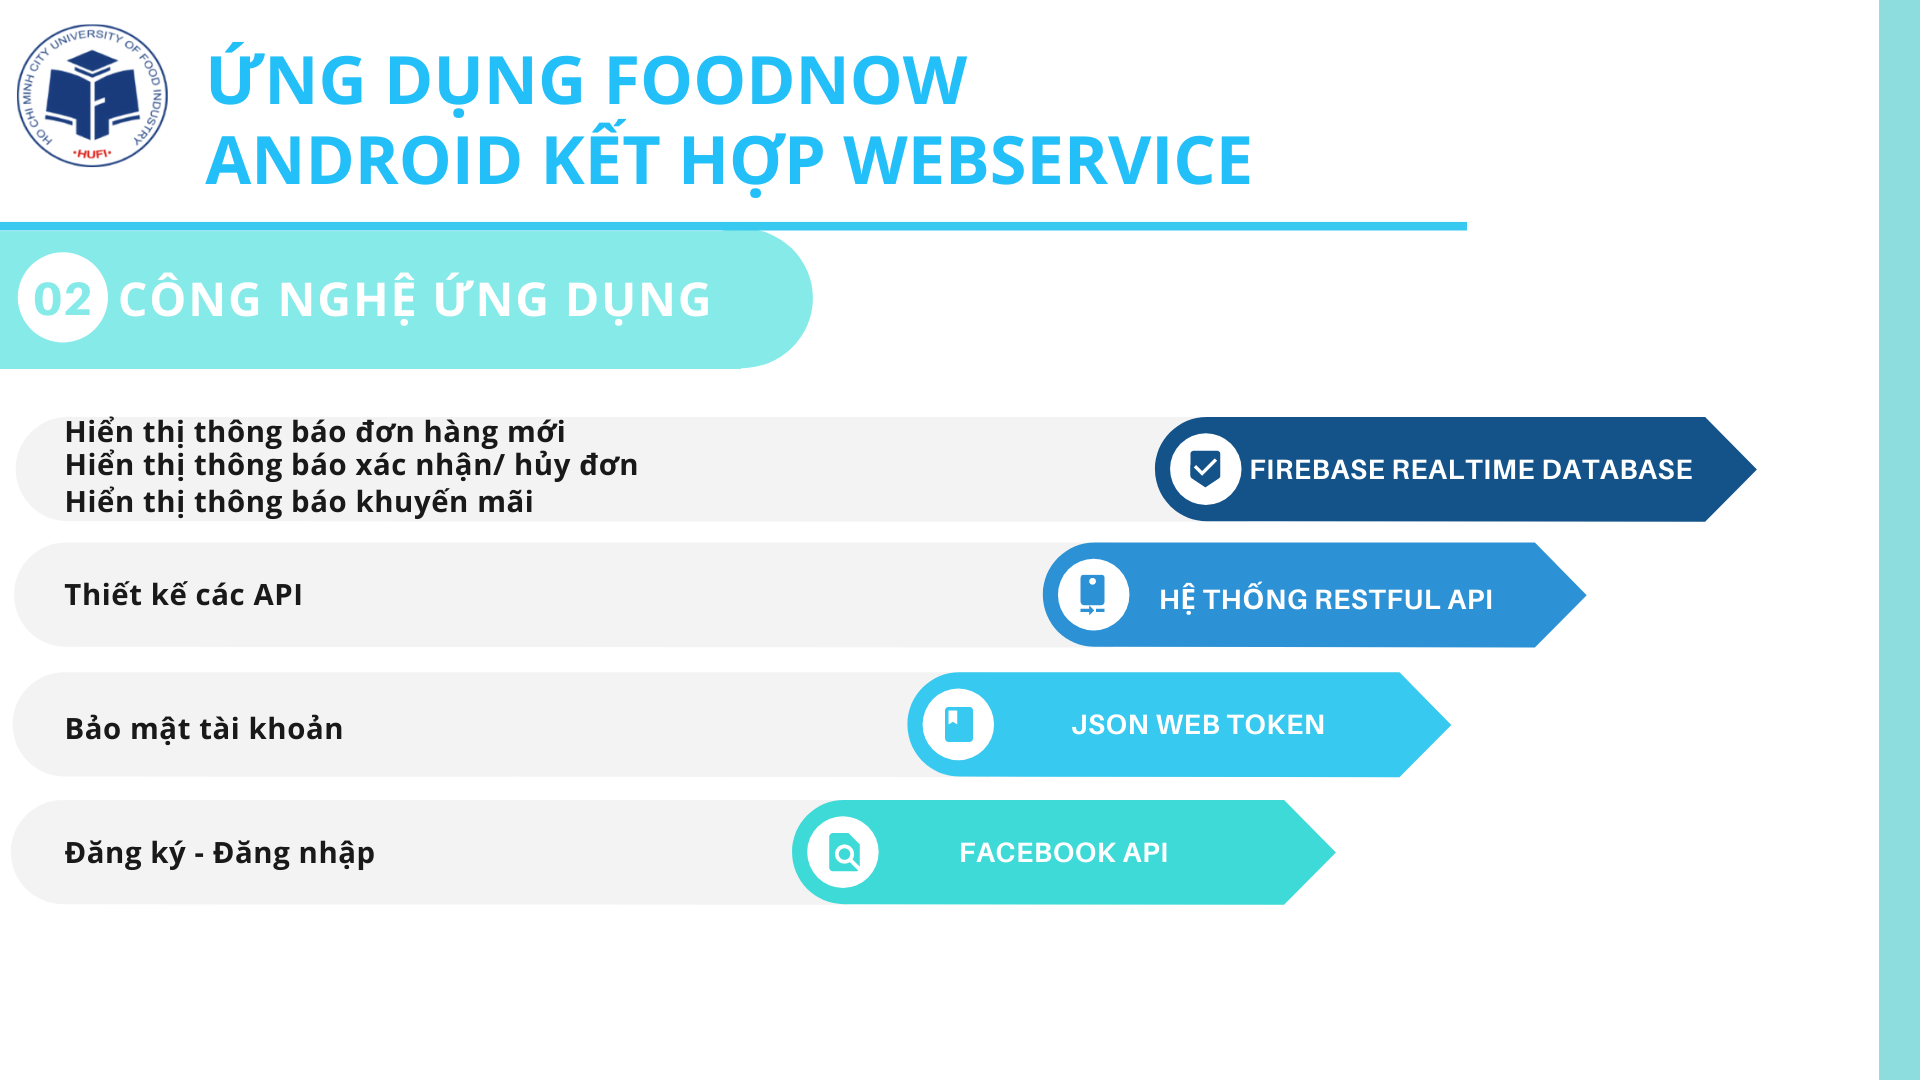 HO CHI MINH CITY UNIVERSITY OF FOOD INDUSTRY
•HUFI•
ỨNG DỤNG FOODNOW
ANDROID KẾT HỢP WEBSERVICE
02 CÔNG NGHỆ ỨNG DỤNG
Hiển thị thông báo đơn hàng mới
Hiển thị thông báo xác nhận/ hủy đơn
Hiển thị thông báo khuyến mãi
FIREBASE REALTIME DATABASE
Thiết kế các API
HỆ THỐNG RESTFUL API
Bảo mật tài khoản
JSON WEB TOKEN
Đăng ký - Đăng nhập
FACEBOOK API